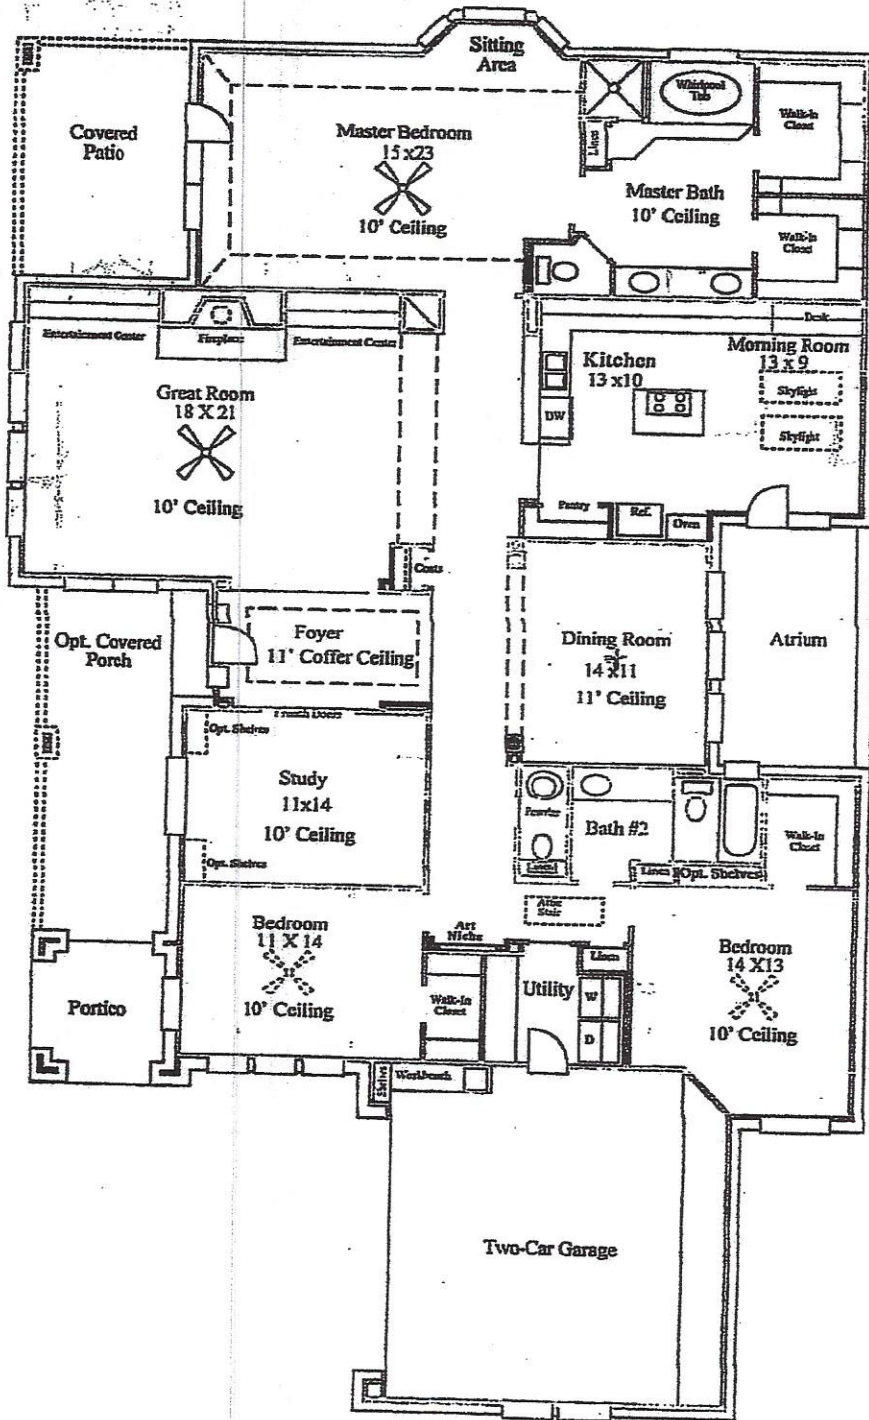 Sitting
Area
Whirlpool
Tub
Walk-In
Closet
Covered
Patio
Master Bedroom
15 x23
10' Ceiling
Linen
Master Bath
10' Ceiling
Walk-In
Closet
Entertainment Center
Fireplace
Entertainment Center
Desk
Kitchen
13 x10
Morning Room
13 x 9
Skylight
Skylight
Great Room
18 X 21
10' Ceiling
DW
Pantry
Ref.
Oven
Coats
Opt. Covered
Porch
Foyer
11' Coffer Ceiling
Dining Room
14 x11
11' Ceiling
Atrium
French Doors
Opt. Shelves
Study
11x14
10' Ceiling
Opt. Shelves
Powder
Bath #2
Walk-In
Closet
Linen
Linen
Opt. Shelves
Attic
Stair
Bedroom
11 X 14
10' Ceiling
Art
Niche
Linen
Bedroom
14 X13
10' Ceiling
Portico
Walk-In
Closet
Utility
W
D
Shelves
Workbench
Two-Car Garage